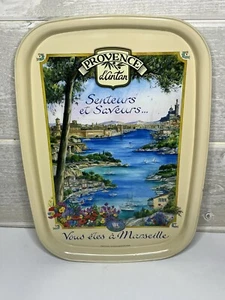 PROVENCE
d'antan
Senteurs
et Saveurs...
Vous êtes à Marseille